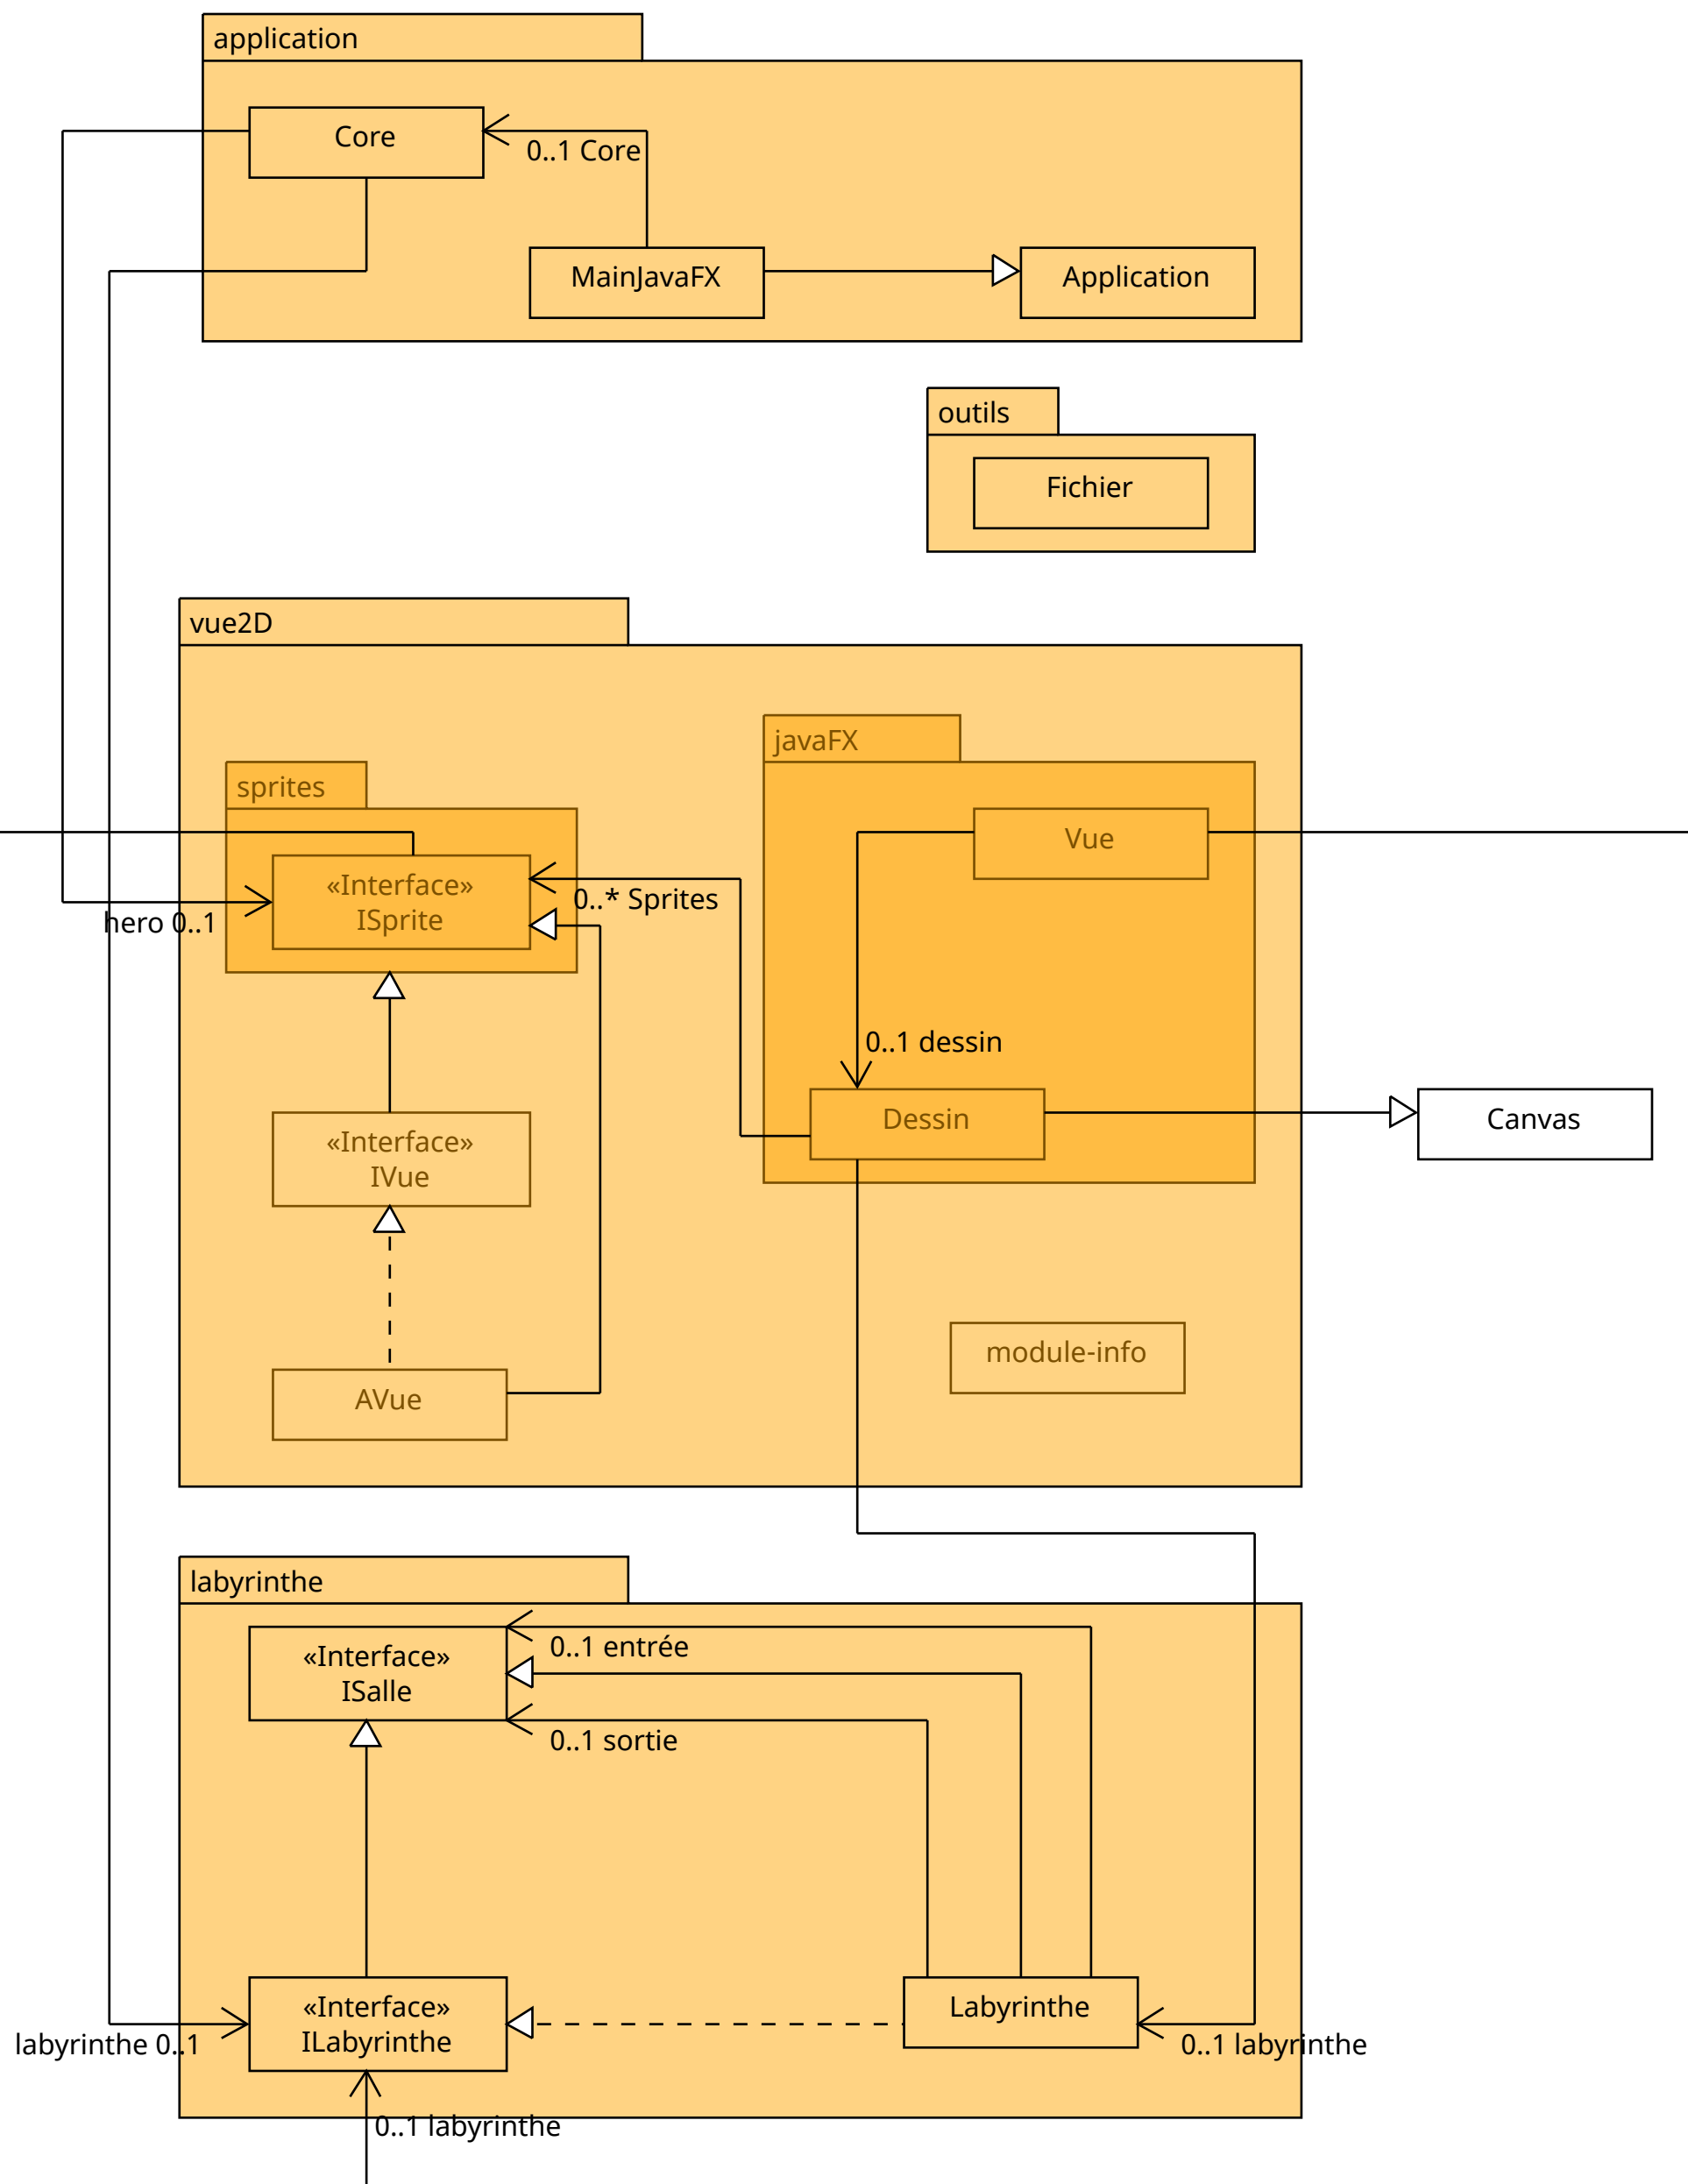 application
Core
0..1 Core
MainJavaFX
Application
outils
Fichier
vue2D
javaFX
sprites
Vue
«Interface»
ISprite
0..* Sprites
hero 0..1
0..1 dessin
Dessin
Canvas
«Interface»
IVue
module-info
AVue
labyrinthe
«Interface»
ISalle
0..1 entrée
0..1 sortie
«Interface»
ILabyrinthe
Labyrinthe
labyrinthe 0..1
0..1 labyrinthe
0..1 labyrinthe